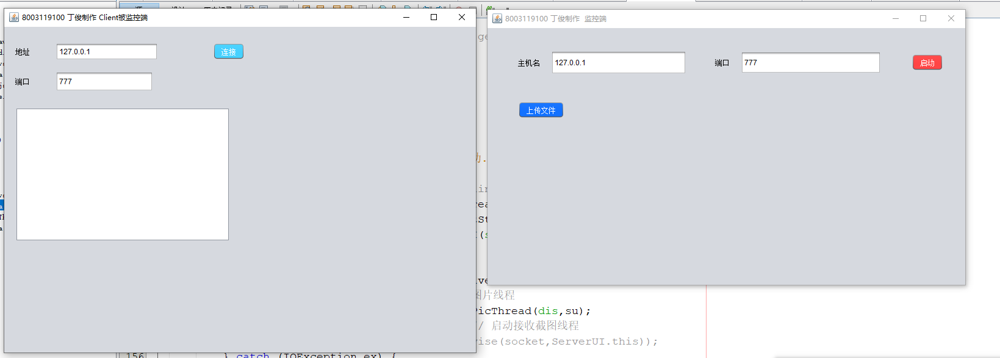 8003119100 丁俊制作 Client被监控端
地址
127.0.0.1
连接
端口
777
8003119100 丁俊制作 监控端
主机名
127.0.0.1
端口
777
启动
上传文件
图片线程
PicThread(dis,su);
// 启动接收截图线程
vise(socket,ServerUI.this));
156
} catch (IOException ex) {